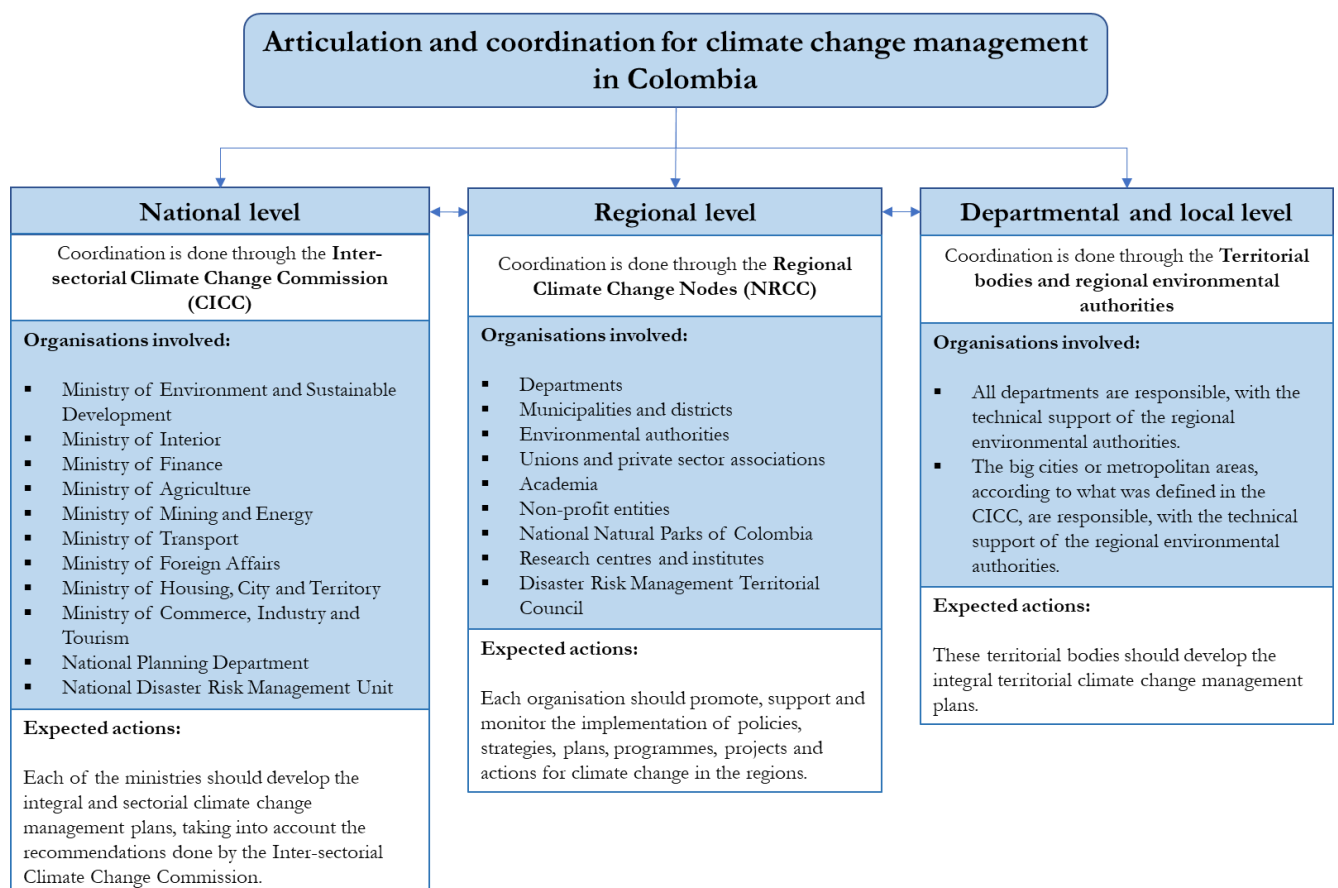 Articulation and coordination for climate change management
in Colombia
National level
Coordination is done through the Inter-
sectorial Climate Change Commission
(CICC)
Organisations involved:
▪ Ministry of Environment and Sustainable
Development
▪ Ministry of Interior
▪ Ministry of Finance
▪ Ministry of Agriculture
▪ Ministry of Mining and Energy
▪ Ministry of Transport
▪ Ministry of Foreign Affairs
▪ Ministry of Housing, City and Territory
▪ Ministry of Commerce, Industry and
Tourism
▪ National Planning Department
▪ National Disaster Risk Management Unit
Expected actions:
Each of the ministries should develop the
integral and sectorial climate change
management plans, taking into account the
recommendations done by the Inter-sectorial
Climate Change Commission.
Regional level
Coordination is done through the Regional
Climate Change Nodes (NRCC)
Organisations involved:
▪ Departments
▪ Municipalities and districts
▪ Environmental authorities
▪ Unions and private sector associations
▪ Academia
▪ Non-profit entities
▪ National Natural Parks of Colombia
▪ Research centres and institutes
▪ Disaster Risk Management Territorial
Council
Expected actions:
Each organisation should promote, support and
monitor the implementation of policies,
strategies, plans, programmes, projects and
actions for climate change in the regions.
Departmental and local level
Coordination is done through the Territorial
bodies and regional environmental
authorities
Organisations involved:
▪ All departments are responsible, with the
technical support of the regional
environmental authorities.
▪ The big cities or metropolitan areas,
according to what was defined in the
CICC, are responsible, with the technical
support of the regional environmental
authorities.
Expected actions:
These territorial bodies should develop the
integral territorial climate change management
plans.